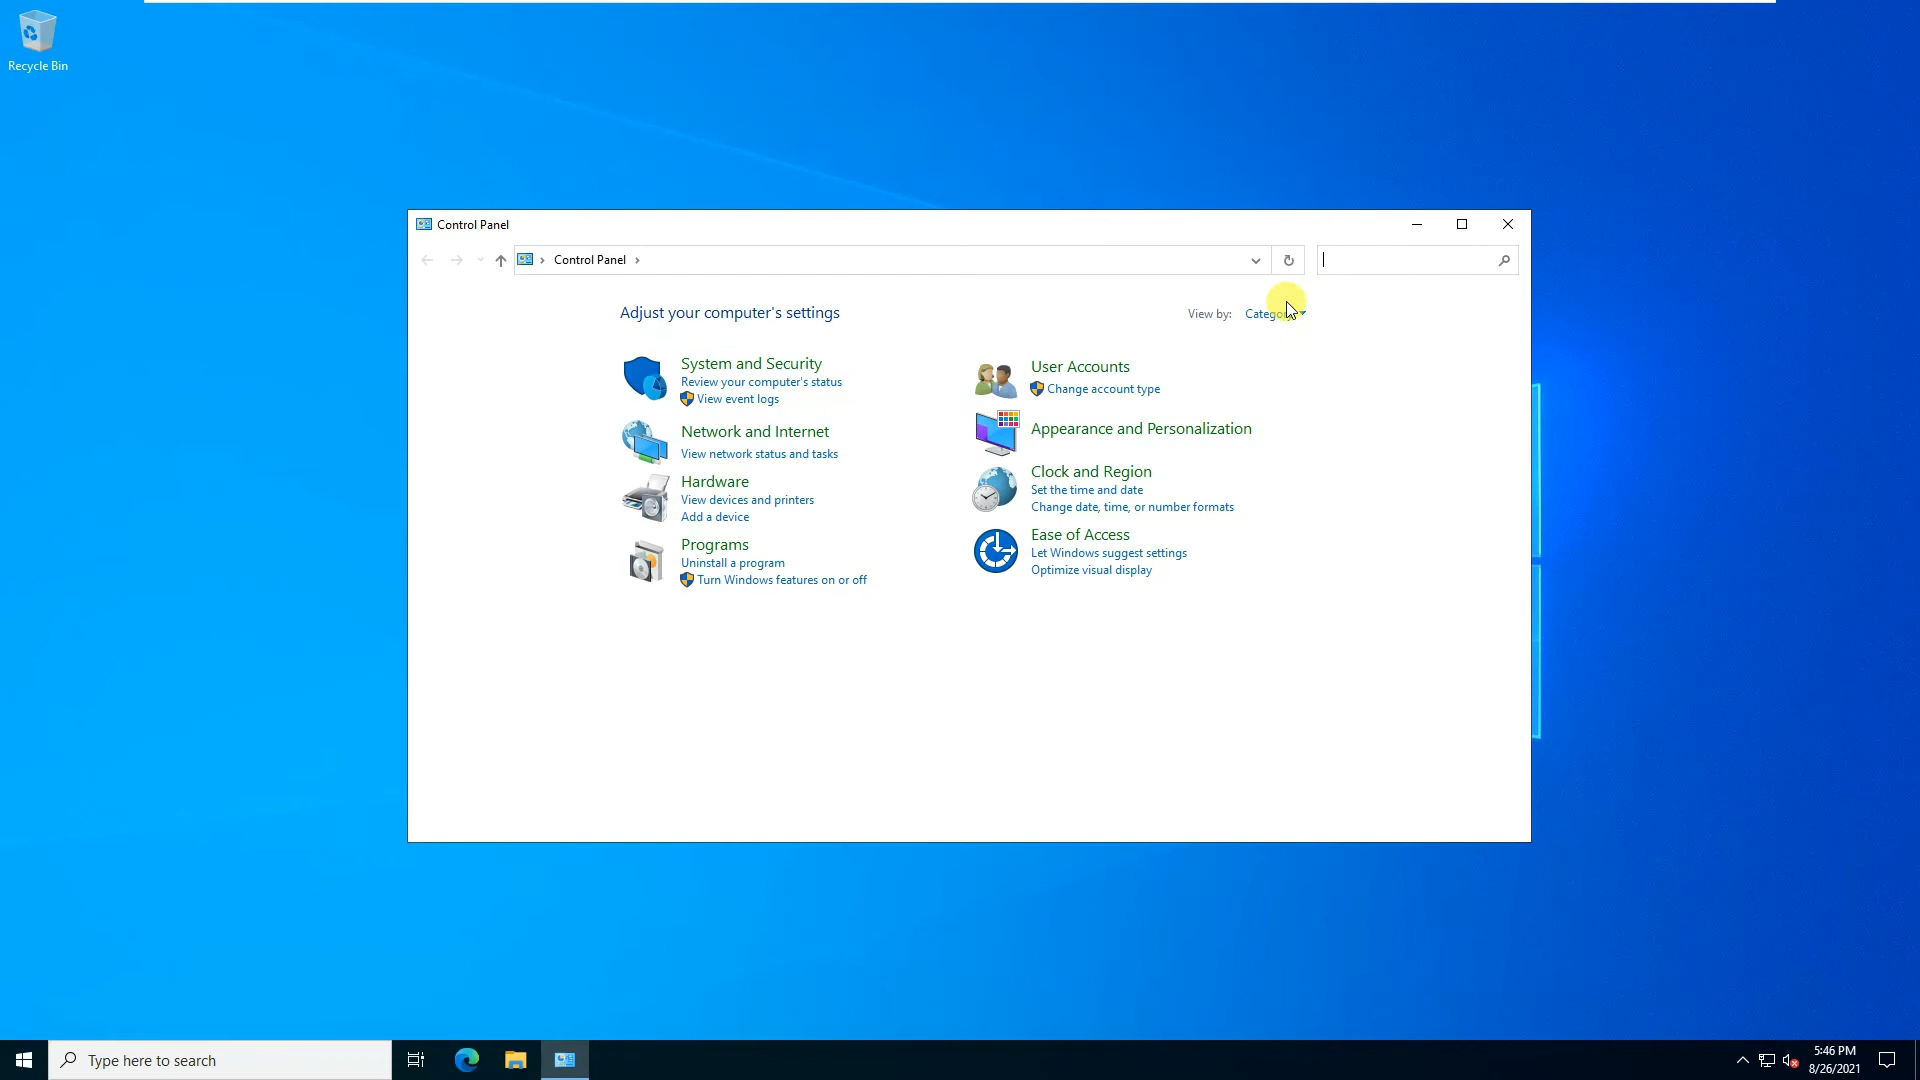 Recycle Bin
Control Panel
Control Panel
Adjust your computer's settings
View by: Category
System and Security
Review your computer's status
View event logs
Network and Internet
View network status and tasks
Hardware
View devices and printers
Add a device
Programs
Uninstall a program
Turn Windows features on or off
User Accounts
Change account type
Appearance and Personalization
Clock and Region
Set the time and date
Change date, time, or number formats
Ease of Access
Let Windows suggest settings
Optimize visual display
Type here to search
5:46 PM
8/26/2021